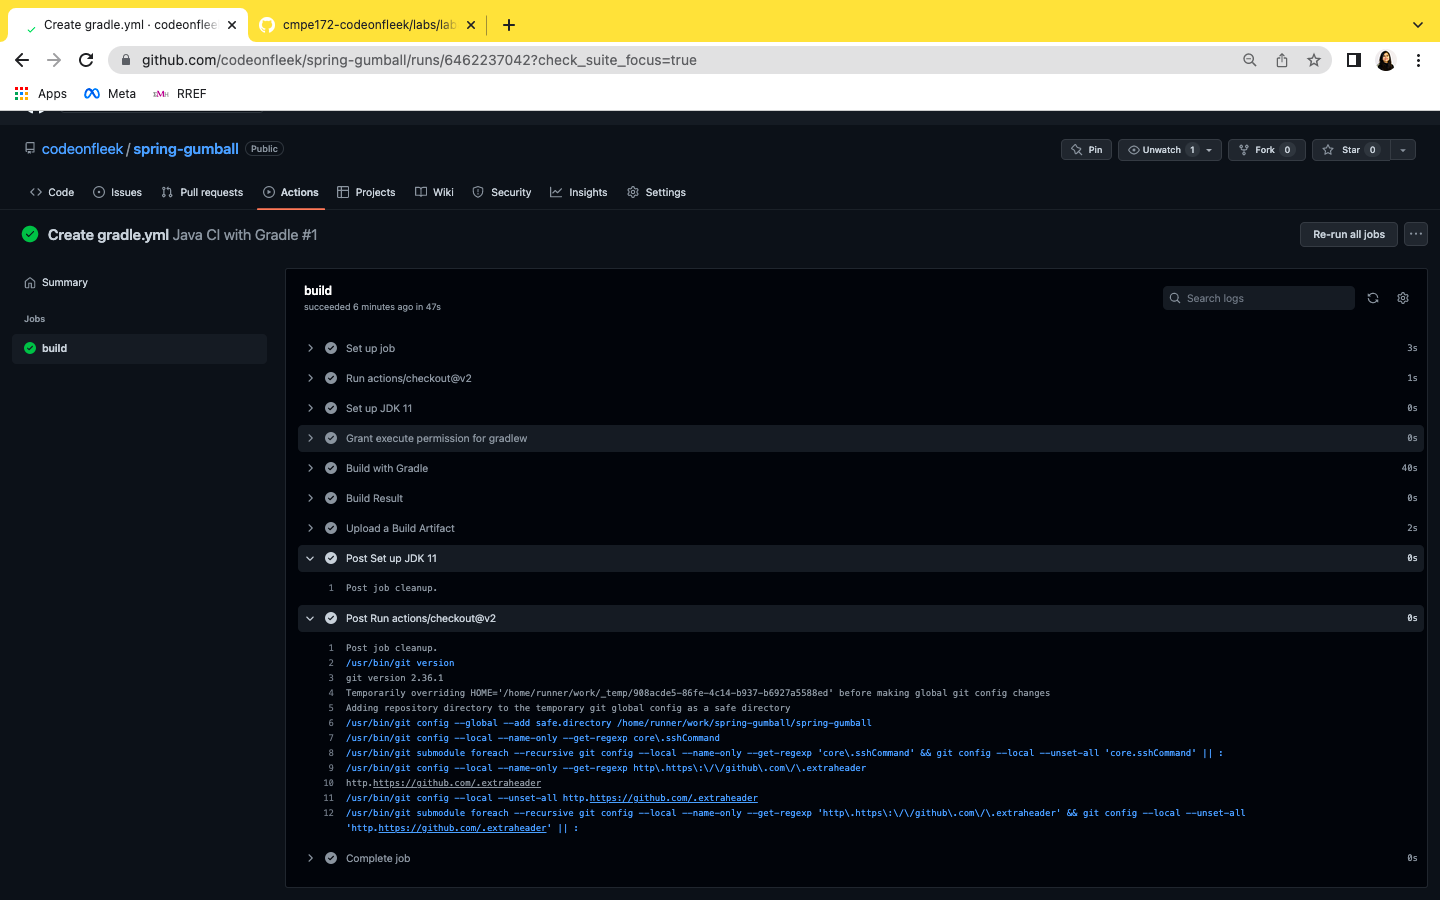 Create gradle.yml · codeonflee
cmpe172-codeonfleek/labs/lab
github.com/codeonfleek/spring-gumball/runs/6462237042?check_suite_focus=true
Apps Meta RREF
codeonfleek / spring-gumball Public
Pin Unwatch 1 Fork 0 Star 0
Code Issues Pull requests Actions Projects Wiki Security Insights Settings
Create gradle.yml Java CI with Gradle #1
Re-run all jobs
Summary
Jobs
build
build
succeeded 6 minutes ago in 47s
Search logs
Set up job 3s
Run actions/checkout@v2 1s
Set up JDK 11 0s
Grant execute permission for gradlew 0s
Build with Gradle 40s
Build Result 0s
Upload a Build Artifact 2s
Post Set up JDK 11 0s
1 Post job cleanup.
Post Run actions/checkout@v2 0s
1 Post job cleanup.
2 /usr/bin/git version
3 git version 2.36.1
4 Temporarily overriding HOME='/home/runner/work/_temp/908acde5-86fe-4c14-b937-b6927a5588ed' before making global git config changes
5 Adding repository directory to the temporary git global config as a safe directory
6 /usr/bin/git config --global --add safe.directory /home/runner/work/spring-gumball/spring-gumball
7 /usr/bin/git config --local --name-only --get-regexp core\.sshCommand
8 /usr/bin/git submodule foreach --recursive git config --local --name-only --get-regexp 'core\.sshCommand' && git config --local --unset-all 'core.sshCommand' || :
9 /usr/bin/git config --local --name-only --get-regexp http\.https\:\/\/github\.com\/\.extraheader
10 http.https://github.com/.extraheader
11 /usr/bin/git config --local --unset-all http.https://github.com/.extraheader
12 /usr/bin/git submodule foreach --recursive git config --local --name-only --get-regexp 'http\.https\:\/\/github\.com\/\.extraheader' && git config --local --unset-all
'http.https://github.com/.extraheader' || :
Complete job 0s